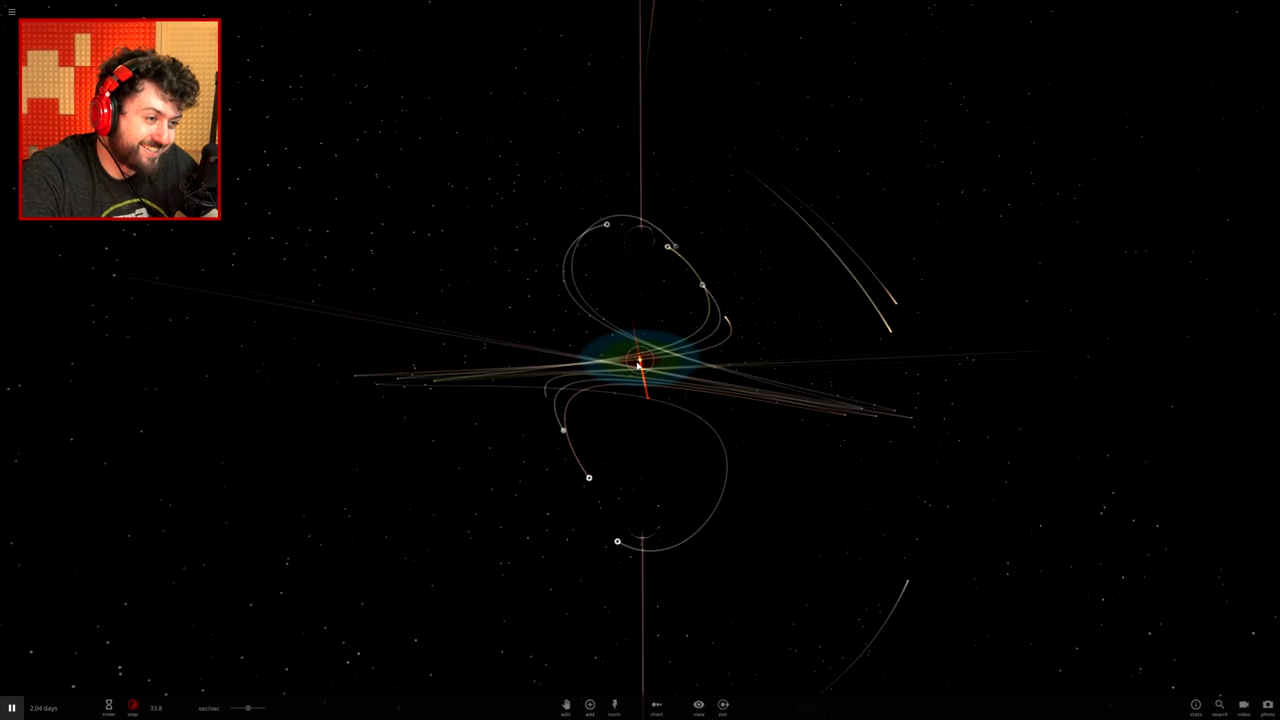 2.04 days
timer
stop
33.8
sec/sec
edit
add
tools
chart
view
sim
stats
search
video
photo